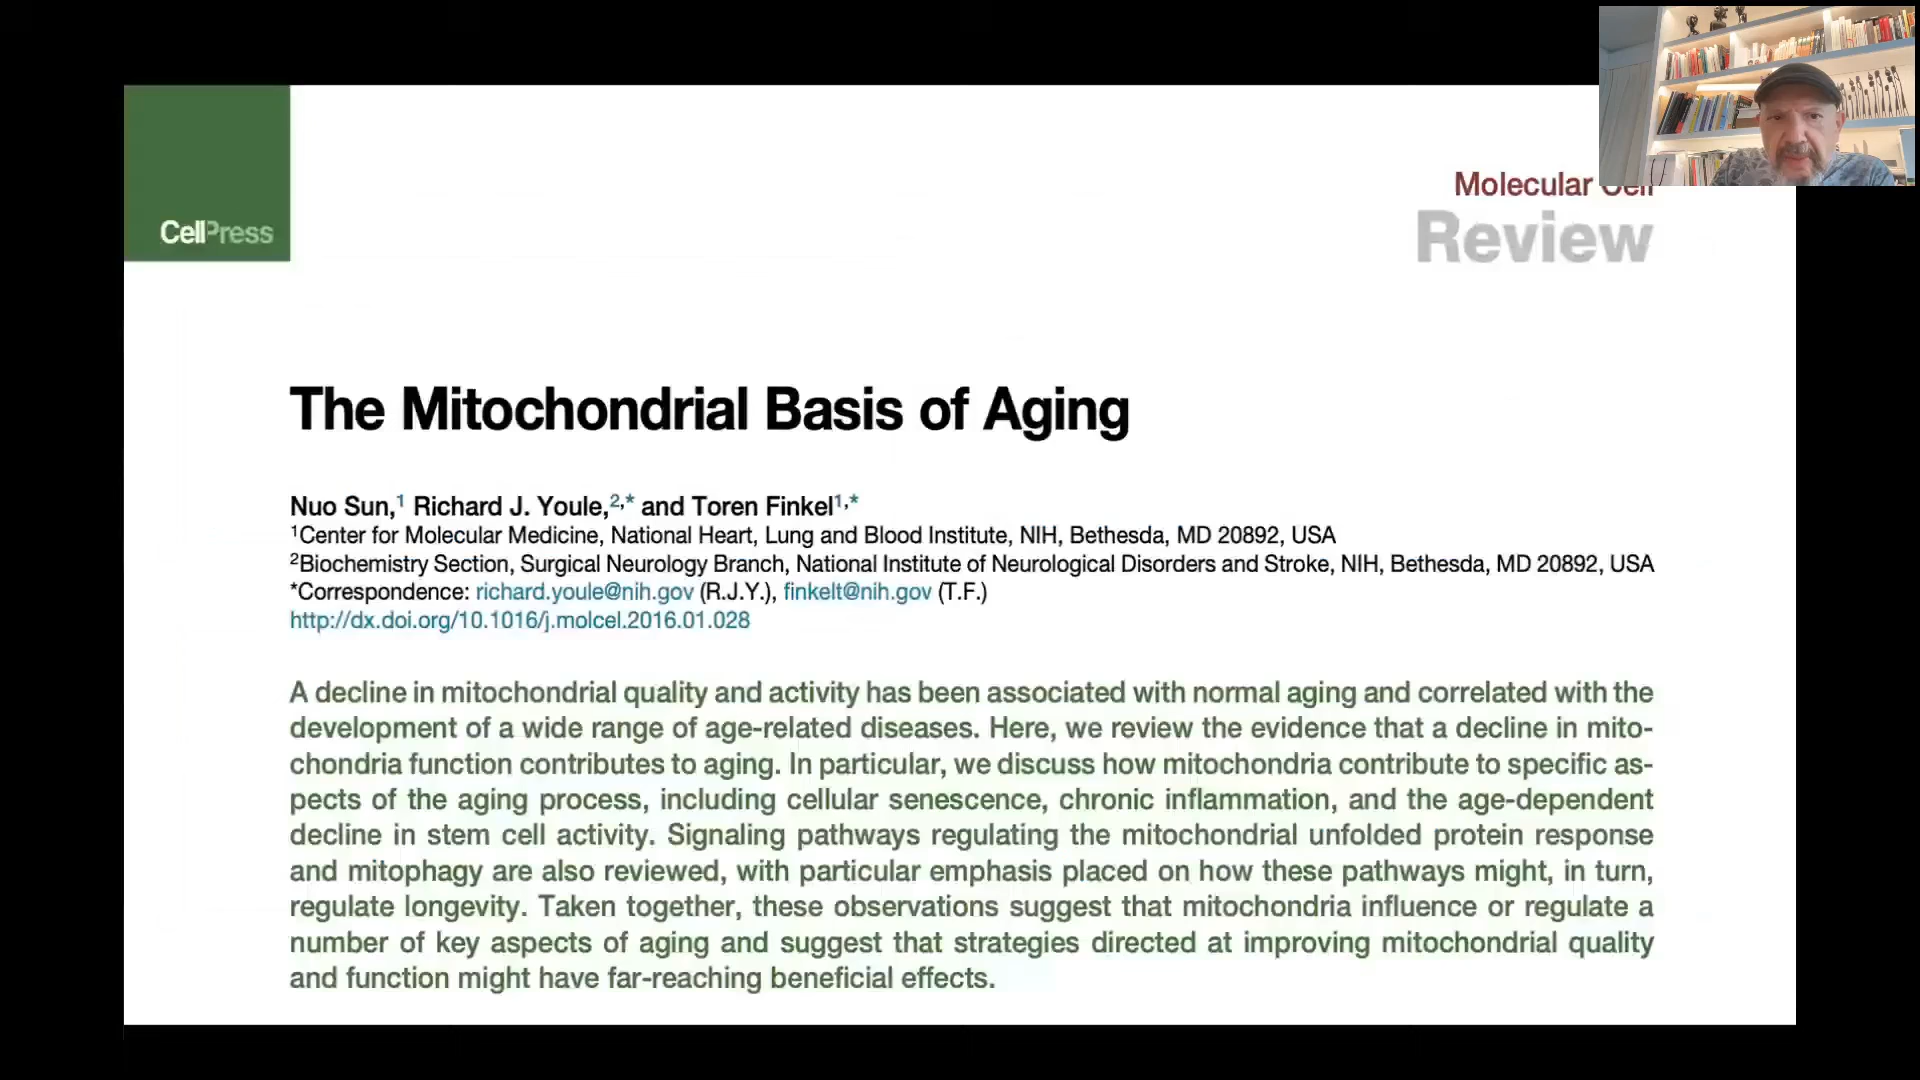 CellPress
Molecular Cell
Review
The Mitochondrial Basis of Aging
Nuo Sun,1 Richard J. Youle,2,* and Toren Finkel1,*
1Center for Molecular Medicine, National Heart, Lung and Blood Institute, NIH, Bethesda, MD 20892, USA
2Biochemistry Section, Surgical Neurology Branch, National Institute of Neurological Disorders and Stroke, NIH, Bethesda, MD 20892, USA
*Correspondence: richard.youle@nih.gov (R.J.Y.), finkelt@nih.gov (T.F.)
http://dx.doi.org/10.1016/j.molcel.2016.01.028
A decline in mitochondrial quality and activity has been associated with normal aging and correlated with the
development of a wide range of age-related diseases. Here, we review the evidence that a decline in mito-
chondria function contributes to aging. In particular, we discuss how mitochondria contribute to specific as-
pects of the aging process, including cellular senescence, chronic inflammation, and the age-dependent
decline in stem cell activity. Signaling pathways regulating the mitochondrial unfolded protein response
and mitophagy are also reviewed, with particular emphasis placed on how these pathways might, in turn,
regulate longevity. Taken together, these observations suggest that mitochondria influence or regulate a
number of key aspects of aging and suggest that strategies directed at improving mitochondrial quality
and function might have far-reaching beneficial effects.